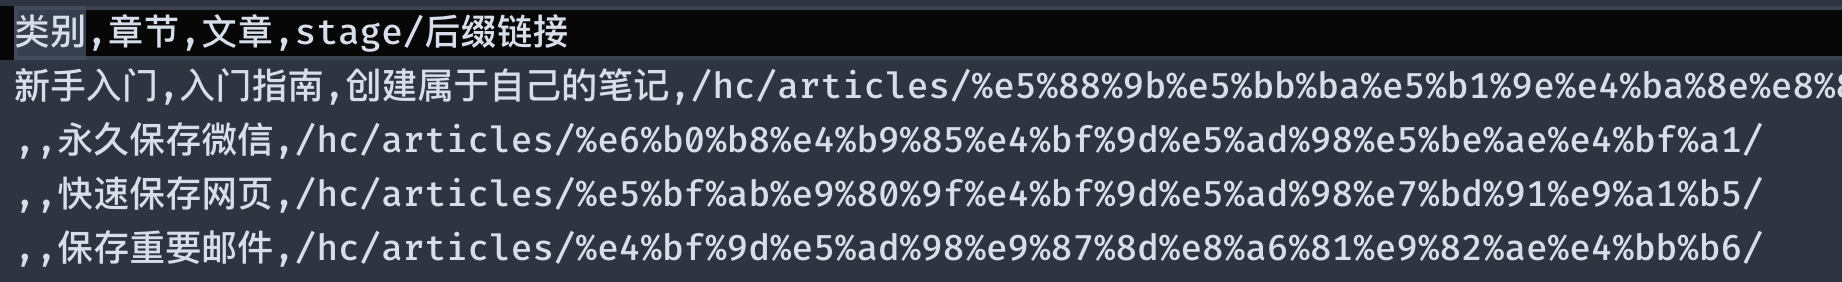 类别,章节,文章,stage/后缀链接
新手入门,入门指南,创建属于自己的笔记,/hc/articles/%e5%88%9b%e5%bb%ba%e5%b1%9e%e4%ba%8e%e8%
,,永久保存微信,/hc/articles/%e6%b0%b8%e4%b9%85%e4%bf%9d%e5%ad%98%e5%be%ae%e4%bf%a1/
,,快速保存网页,/hc/articles/%e5%bf%ab%e9%80%9f%e4%bf%9d%e5%ad%98%e7%bd%91%e9%a1%b5/
,,保存重要邮件,/hc/articles/%e4%bf%9d%e5%ad%98%e9%87%8d%e8%a6%81%e9%82%ae%e4%bb%b6/